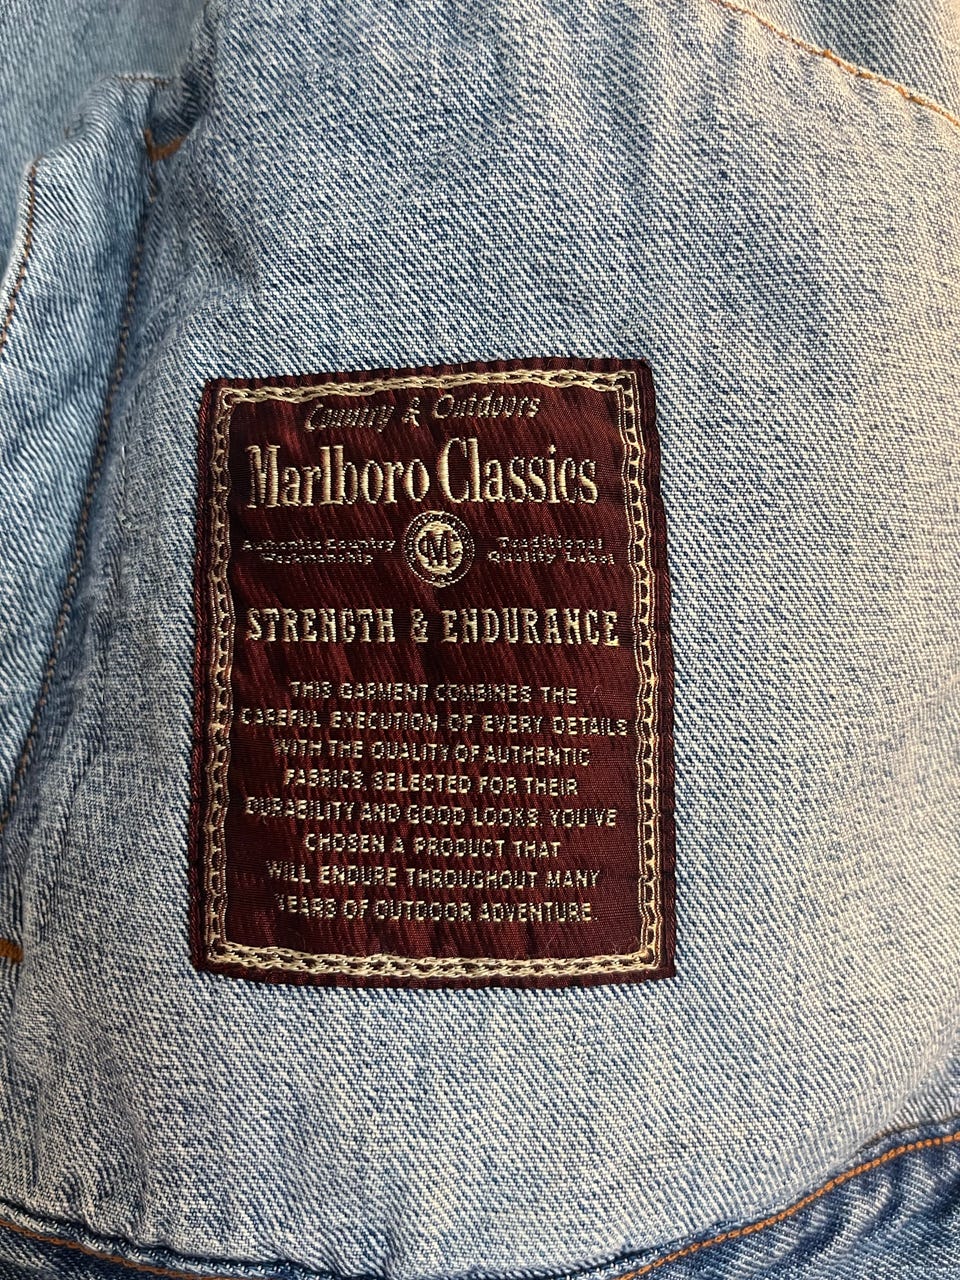 Country & Outdoors
Marlboro Classics
Authentic Country
Craftsmanship
MC
Traditional
Quality
STRENGTH & ENDURANCE
THIS GARMENT COMBINES THE
CAREFUL EXECUTION OF EVERY DETAILS
WITH THE QUALITY OF AUTHENTIC
FABRICS SELECTED FOR THEIR
DURABILITY AND GOOD LOOKS. YOU'VE
CHOSEN A PRODUCT THAT
WILL ENDURE THROUGHOUT MANY
YEARS OF OUTDOOR ADVENTURE.